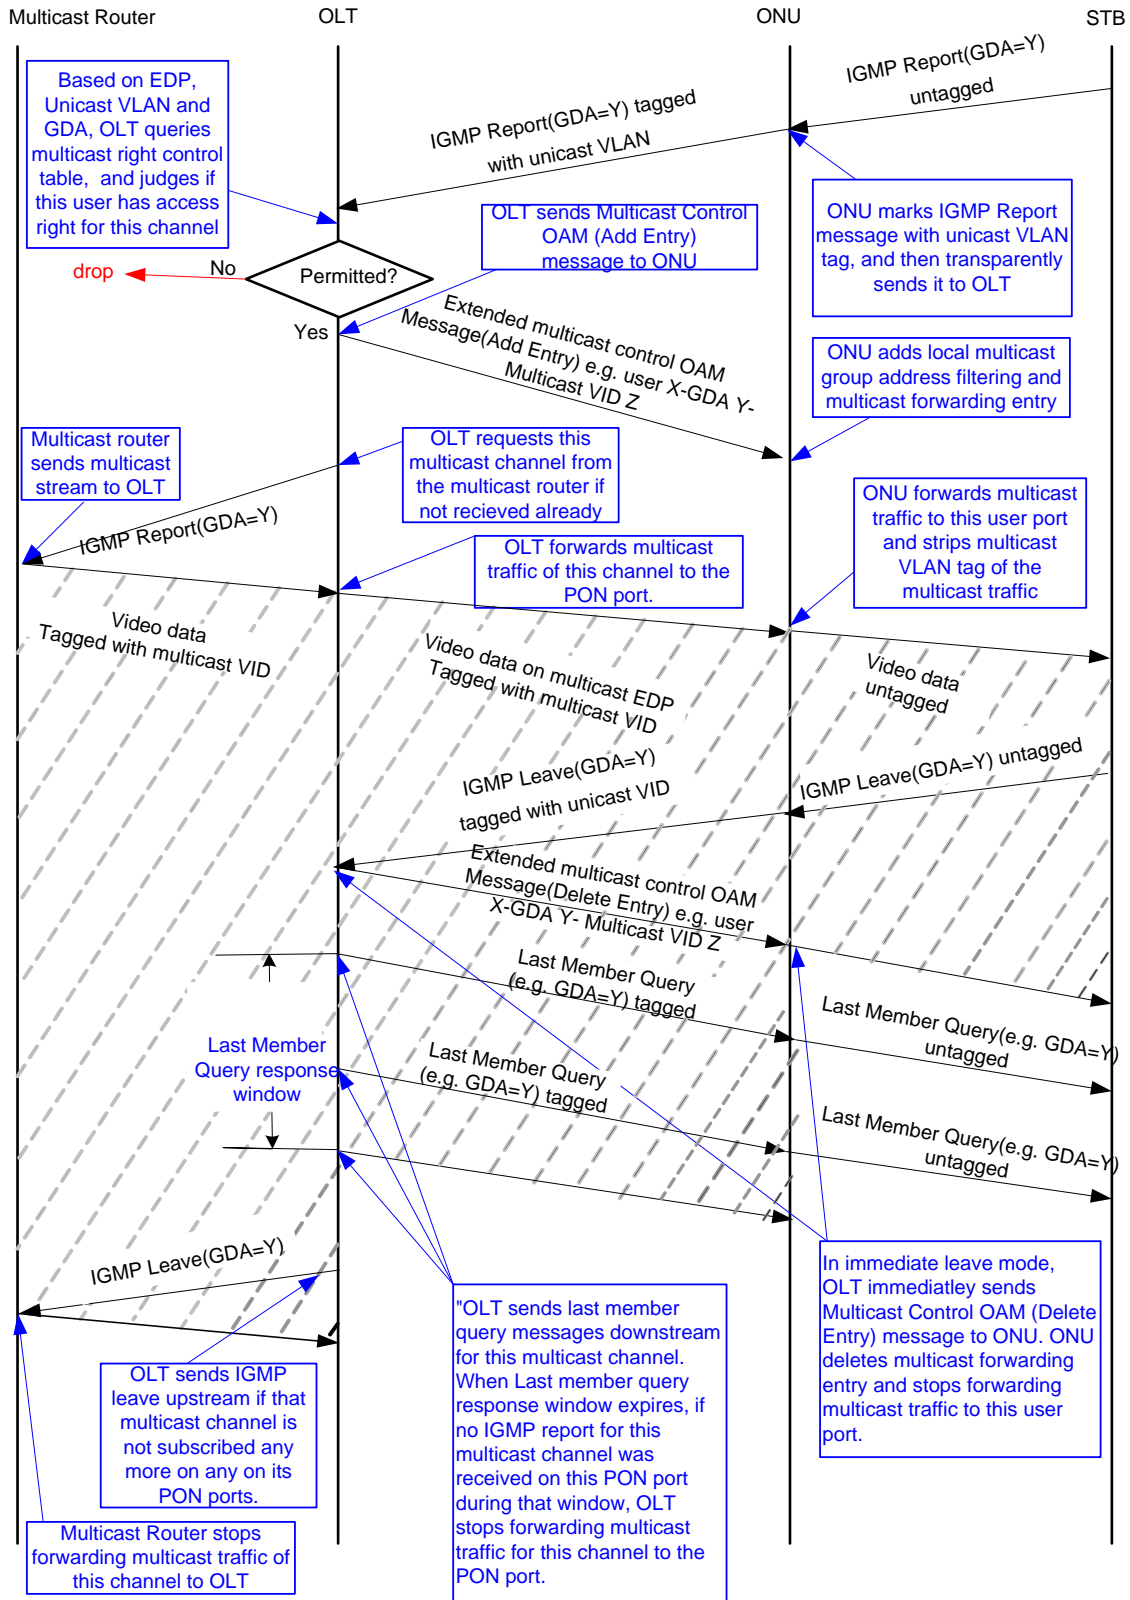 Multicast Router
OLT
ONU
STB
IGMP Report(GDA=Y)
untagged
Based on EDP,
Unicast VLAN and
GDA, OLT queries
multicast right control
table,  and judges if
this user has access
right for this channel
IGMP Report(GDA=Y) tagged
with unicast VLAN
ONU marks IGMP Report
message with unicast VLAN
tag, and then transparently
sends it to OLT
OLT sends Multicast Control
OAM (Add Entry)
message to ONU
drop
No
Permitted?
Yes
Extended multicast control OAM
Message(Add Entry) e.g. user X-GDA Y-
Multicast VID Z
ONU adds local multicast
group address filtering and
multicast forwarding entry
Multicast router
sends multicast
stream to OLT
OLT requests this
multicast channel from
the multicast router if
not recieved already
IGMP Report(GDA=Y)
ONU forwards multicast
traffic to this user port
and strips multicast
VLAN tag of the
multicast traffic
OLT forwards multicast
traffic of this channel to the
PON port.
Video data
Tagged with multicast VID
Video data on multicast EDP
Tagged with multicast VID
Video data
untagged
IGMP Leave(GDA=Y)
tagged with unicast VID
IGMP Leave(GDA=Y) untagged
Extended multicast control OAM
Message(Delete Entry) e.g. user
X-GDA Y- Multicast VID Z
Last Member Query
(e.g. GDA=Y) tagged
Last Member Query(e.g. GDA=Y)
untagged
Last Member
Query response
window
Last Member Query
(e.g. GDA=Y) tagged
Last Member Query(e.g. GDA=Y)
untagged
IGMP Leave(GDA=Y)
In immediate leave mode,
OLT immediatley sends
Multicast Control OAM (Delete
Entry) message to ONU. ONU
deletes multicast forwarding
entry and stops forwarding
multicast traffic to this user
port.
"OLT sends last member
query messages downstream
for this multicast channel.
When Last member query
response window expires, if
no IGMP report for this
multicast channel was
received on this PON port
during that window, OLT
stops forwarding multicast
traffic for this channel to the
PON port.
OLT sends IGMP
leave upstream if that
multicast channel is
not subscribed any
more on any on its
PON ports.
Multicast Router stops
forwarding multicast traffic of
this channel to OLT